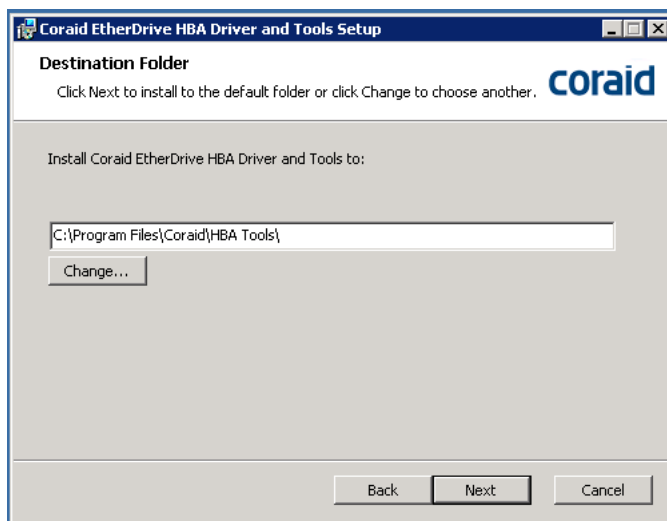 Coraid EtherDrive HBA Driver and Tools Setup
Destination Folder
Click Next to install to the default folder or click Change to choose another.
coraid
Install Coraid EtherDrive HBA Driver and Tools to:
C:\Program Files\Coraid\HBA Tools\
Change...
Back Next Cancel